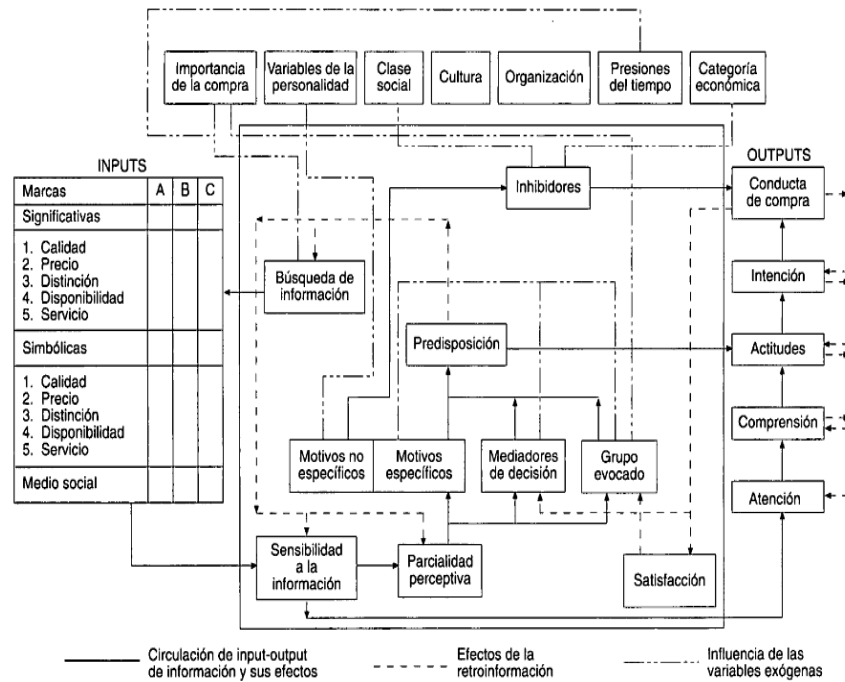 Importancia
de la compra
Variables de la
personalidad
Clase
social
Cultura
Organización
Presiones
del tiempo
Categoría
económica
INPUTS
Marcas A B C
Significativas
1. Calidad
2. Precio
3. Distinción
4. Disponibilidad
5. Servicio
Simbólicas
1. Calidad
2. Precio
3. Distinción
4. Disponibilidad
5. Servicio
Medio social
Inhibidores
Búsqueda de
información
Predisposición
Motivos no
específicos
Motivos
específicos
Mediadores
de decisión
Grupo
evocado
Sensibilidad
a la
información
Parcialidad
perceptiva
Satisfacción
OUTPUTS
Conducta
de compra
Intención
Actitudes
Comprensión
Atención
Circulación de input-output
de información y sus efectos
Efectos de la
retroinformación
Influencia de las
variables exógenas